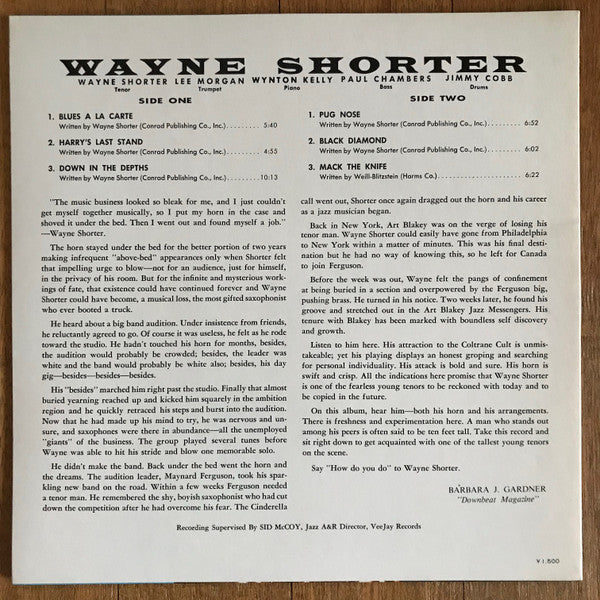 WAYNE SHORTER
WAYNE SHORTER LEE MORGAN WYNTON KELLY PAUL CHAMBERS JIMMY COBB
Tenor Trumpet Piano Bass Drums
SIDE ONE
1. BLUES A LA CARTE
Written by Wayne Shorter (Conrad Publishing Co., Inc.)......... 5:40
2. HARRY'S LAST STAND
Written by Wayne Shorter (Conrad Publishing Co., Inc.)......... 4:55
3. DOWN IN THE DEPTHS
Written by Wayne Shorter (Conrad Publishing Co., Inc.)........10:13
SIDE TWO
1. PUG NOSE
Written by Wayne Shorter (Conrad Publishing Co., Inc.)......... 6:52
2. BLACK DIAMOND
Written by Wayne Shorter (Conrad Publishing Co., Inc.)......... 6:02
3. MACK THE KNIFE
Written by Weill-Blitzstein (Harms Co.)..................... 6:22
"The music business looked so bleak for me, and I just couldn't
get myself together musically, so I put my horn in the case and
shoved it under the bed. Then I went out and found myself a job."
—Wayne Shorter.
The horn stayed under the bed for the better portion of two years
making infrequent "above-bed" appearances only when Shorter felt
that impelling urge to blow—not for an audience, just for himself,
in the privacy of his room. But for the infinite and mysterious work-
ings of fate, that existence could have continued forever and Wayne
Shorter could have become, a musical loss, the most gifted saxophonist
who ever booted a truck.
He heard about a big band audition. Under insistence from friends,
he reluctantly agreed to go. Of course it was useless, he felt as he rode
toward the studio. He hadn't touched his horn for months, besides,
the audition would probably be crowded; besides, the leader was
white and the band would probably be white also; besides, his day
gig—besides—besides—besides.
His "besides" marched him right past the studio. Finally that almost
buried yearning reached up and kicked him squarely in the ambition
region and he quickly retraced his steps and burst into the audition.
Now that he had made up his mind to try, he was nervous and un-
sure, and saxophones were there in abundance—all the unemployed
"giants" of the business. The group played several tunes before
Wayne was able to hit his stride and blow one memorable solo.
He didn't make the band. Back under the bed went the horn and
the dreams. The audition leader, Maynard Ferguson, took his spar-
kling new band on the road. Within a few weeks Ferguson needed
a tenor man. He remembered the shy, boyish saxophonist who had cut
down the competition after he had overcome his fear. The Cinderella
call went out, Shorter once again dragged out the horn and his career
as a jazz musician began.
Back in New York, Art Blakey was on the verge of losing his
tenor man. Wayne Shorter could easily have gone from Philadelphia
to New York within a matter of minutes. This was his final desti-
nation but he had no way of knowing this, so he left for Canada
to join Ferguson.
Before the week was out, Wayne felt the pangs of confinement
at being buried in a section and overpowered by the Ferguson big,
pushing brass. He turned in his notice. Two weeks later, he found his
groove and stretched out in the Art Blakey Jazz Messengers. His
tenure with Blakey has been marked with boundless self discovery
and growth.
Listen to him here. His attraction to the Coltrane Cult is unmis-
takeable; yet his playing displays an honest groping and searching
for personal individuality. His attack is bold and sure. His horn is
swift and crisp. All the indications here promise that Wayne Shorter
is one of the fearless young tenors to be reckoned with today and to
be copied in the future.
On this album, hear him—both his horn and his arrangements.
There is freshness and experimentation here. A man who stands out
among his peers is often said to be ten feet tall. Take this record and
sit right down to get acquainted with one of the tallest young tenors
on the scene.
Say "How do you do" to Wayne Shorter.
BARBARA J. GARDNER
"Downbeat Magazine"
Recording Supervised By SID McCOY, Jazz A&R Director, VeeJay Records
¥1,800